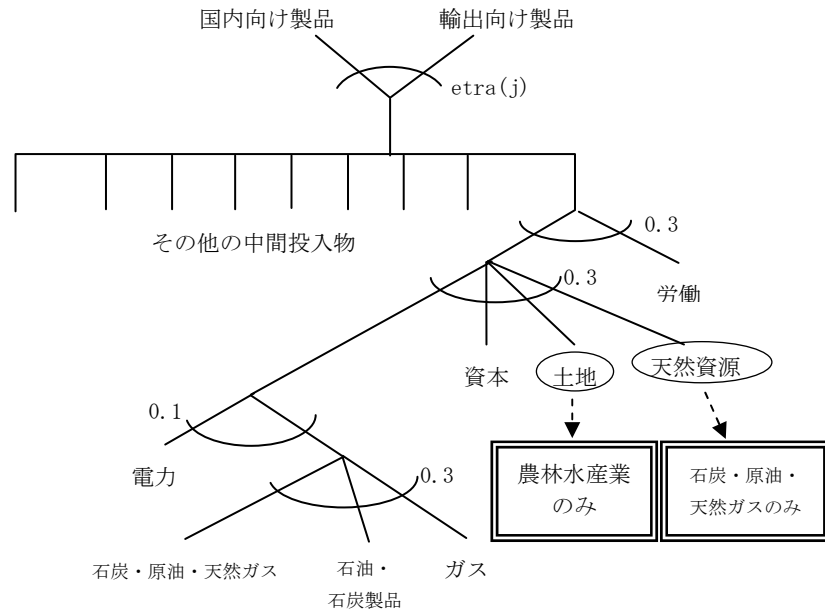 国内向け製品
輸出向け製品
etra(j)
その他の中間投入物
0.3
労働
0.3
資本
土地
天然資源
0.1
電力
農林水産業
のみ
石炭・原油・
天然ガスのみ
0.3
石炭・原油・天然ガス
石油・
石炭製品
ガス